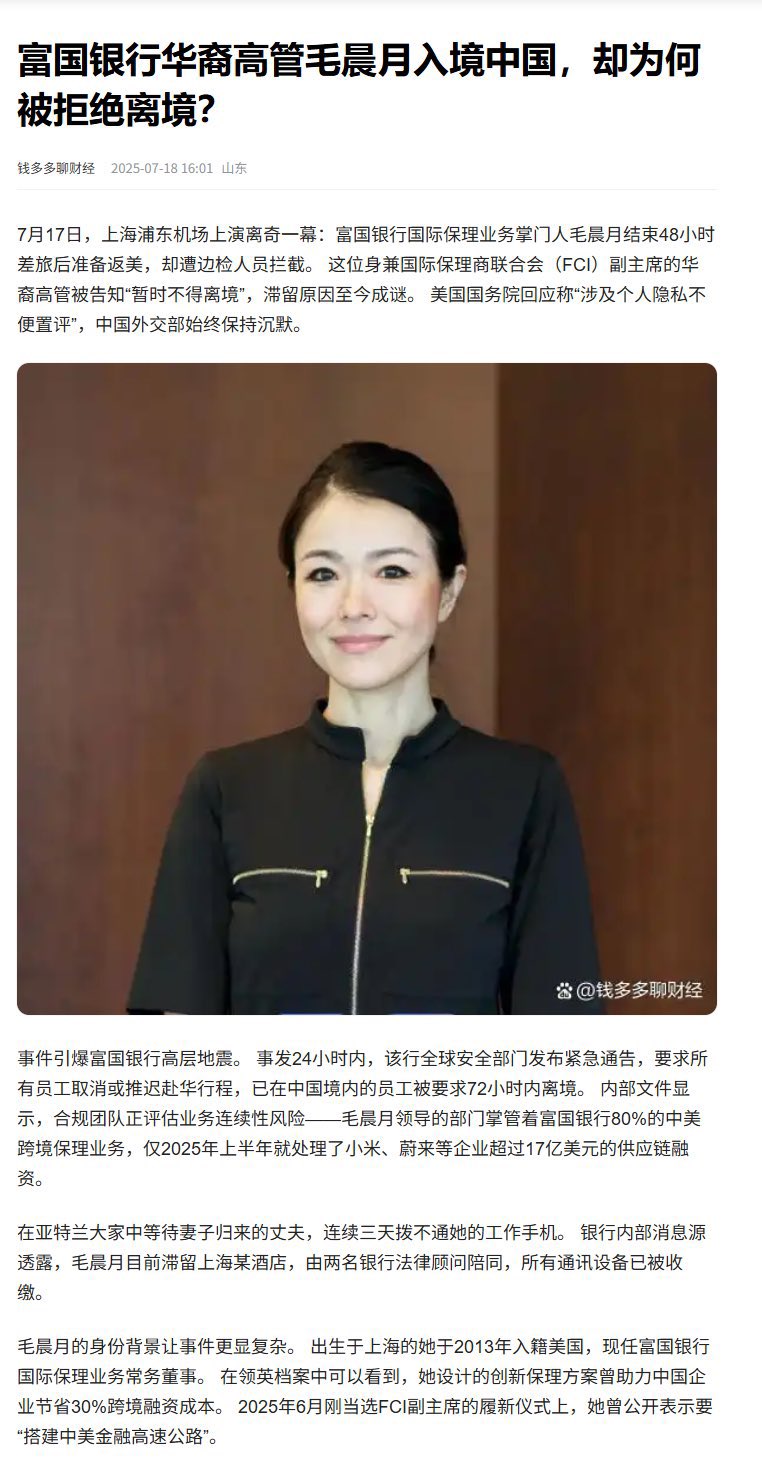 富国银行华裔高管毛晨月入境中国，却为何
被拒绝离境？
钱多多聊财经 2025-07-18 16:01 山东
7月17日，上海浦东机场上演离奇一幕：富国银行国际保理业务掌门人毛晨月结束48小时
差旅后准备返美，却遭边检人员拦截。 这位身兼国际保理商联合会（FCI）副主席的华
裔高管被告知“暂时不得离境”，滞留原因至今成谜。 美国国务院回应称“涉及个人隐私不
便置评”，中国外交部始终保持沉默。
@钱多多聊财经
事件引爆富国银行高层地震。 事发24小时内，该行全球安全部门发布紧急通告，要求所
有员工取消或推迟赴华行程，已在中国境内的员工被要求72小时内离境。 内部文件显
示，合规团队正评估业务连续性风险——毛晨月领导的部门掌管着富国银行80%的中美
跨境保理业务，仅2025年上半年就处理了小米、蔚来等企业超过17亿美元的供应链融
资。
在亚特兰大家中等待妻子归来的丈夫，连续三天拨不通她的工作手机。 银行内部消息源
透露，毛晨月目前滞留上海某酒店，由两名银行法律顾问陪同，所有通讯设备已被收
缴。
毛晨月的身份背景让事件更显复杂。 出生于上海的她于2013年入籍美国，现任富国银行
国际保理业务常务董事。 在领英档案中可以看到，她设计的创新保理方案曾助力中国企
业节省30%跨境融资成本。 2025年6月刚当选FCI副主席的履新仪式上，她曾公开表示要
“搭建中美金融高速公路”。